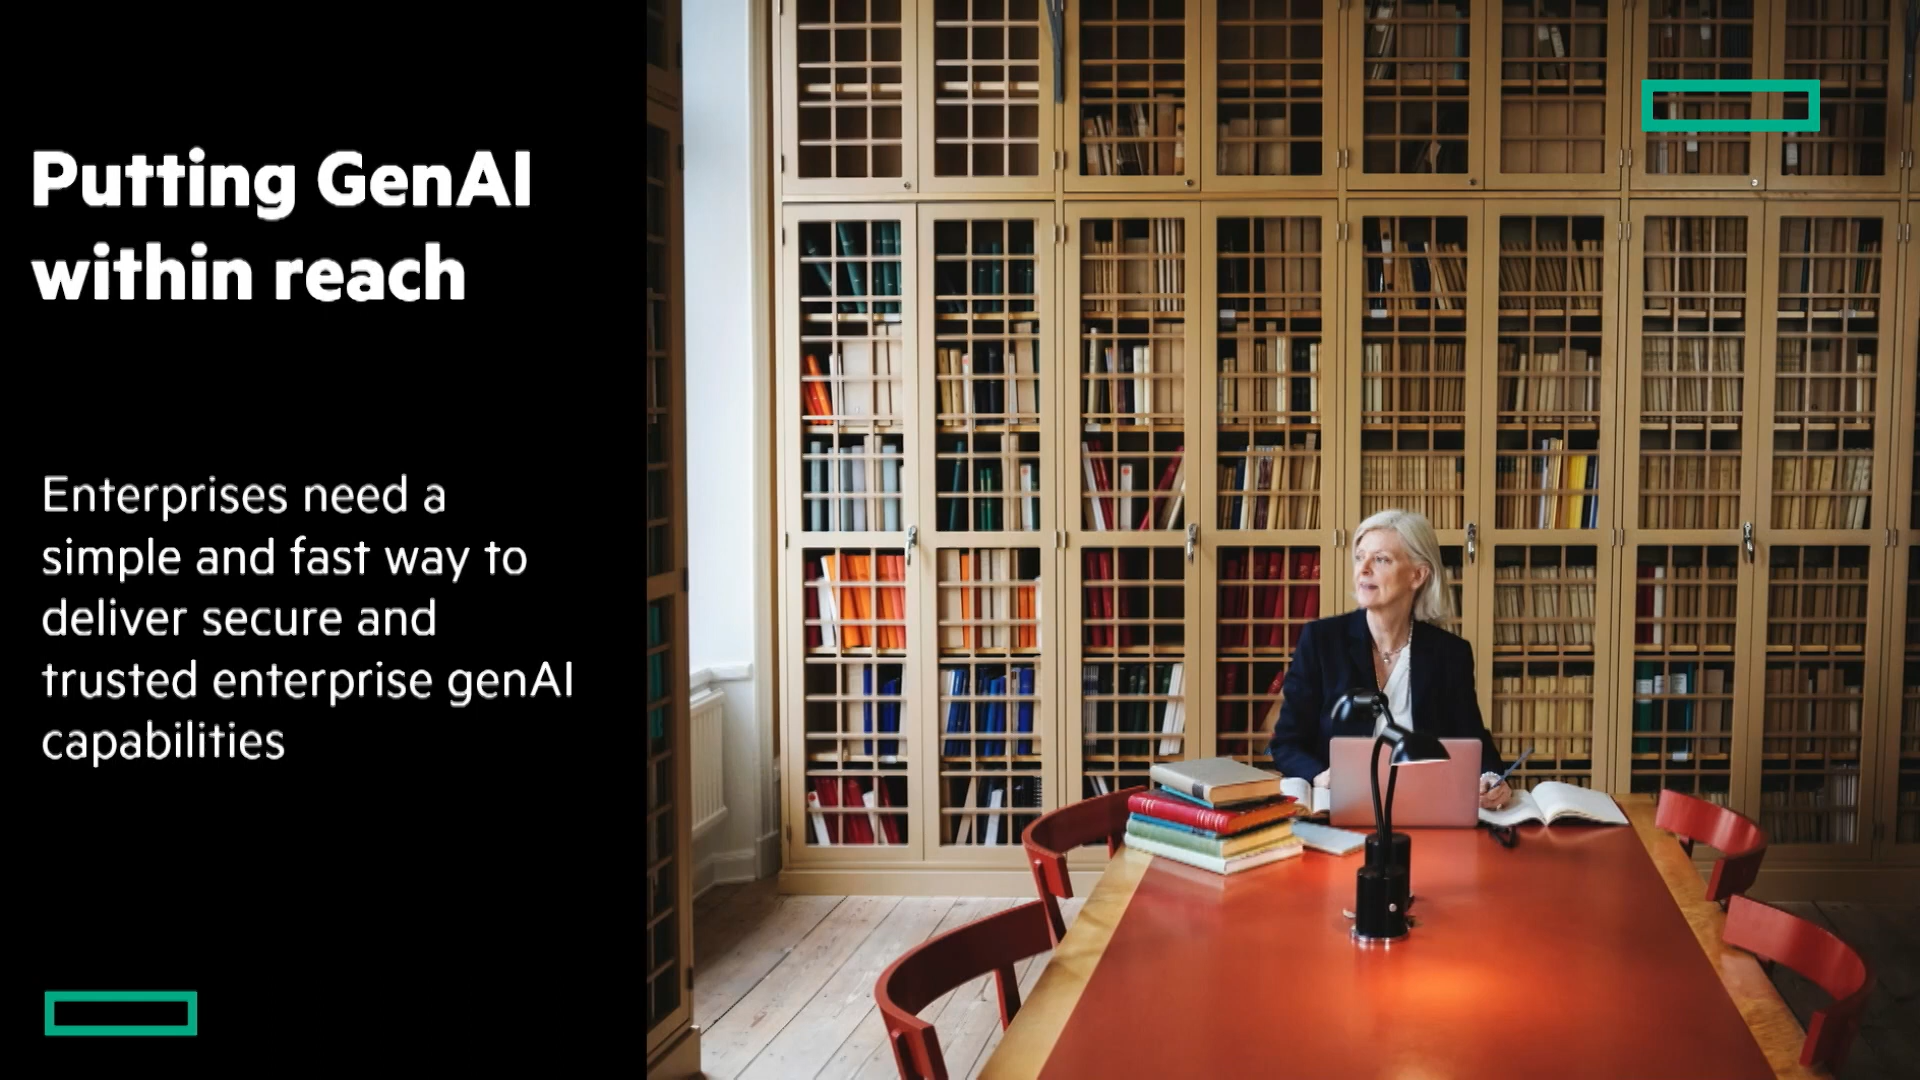 Putting GenAI
within reach
Enterprises need a
simple and fast way to
deliver secure and
trusted enterprise genAI
capabilities